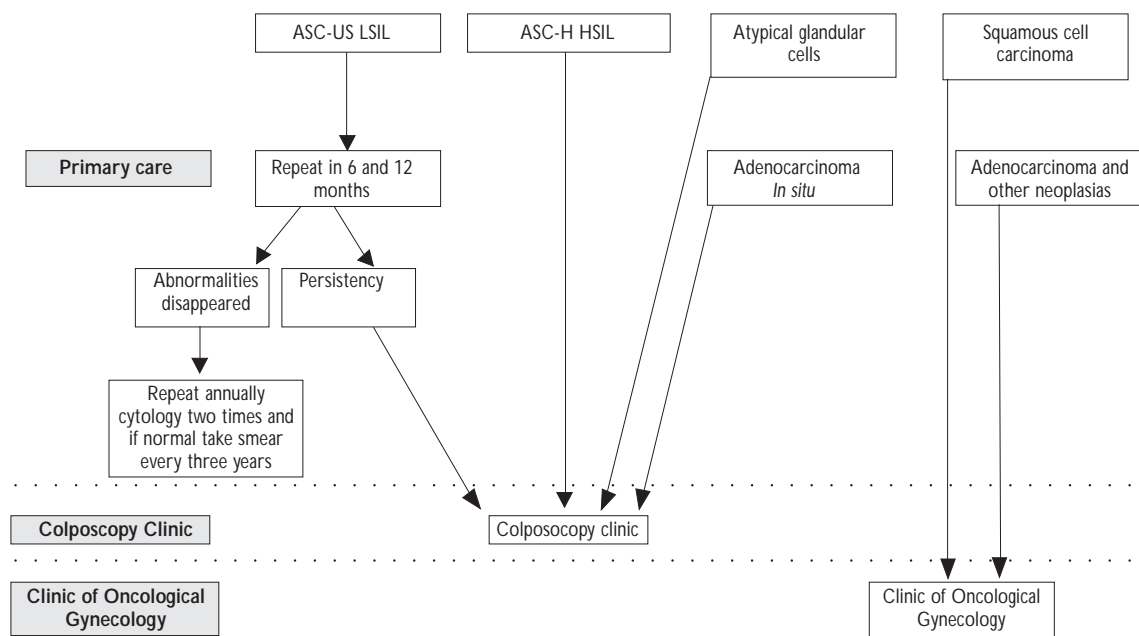 ASC-US LSIL
ASC-H HSIL
Atypical glandular
cells
Squamous cell
carcinoma
Primary care
Repeat in 6 and 12
months
Adenocarcinoma
In situ
Adenocarcinoma and
other neoplasias
Abnormalities
disappeared
Persistency
Repeat annually
cytology two times and
if normal take smear
every three years
Colposcopy Clinic
Colposocopy clinic
Clinic of Oncological
Gynecology
Clinic of Oncological
Gynecology